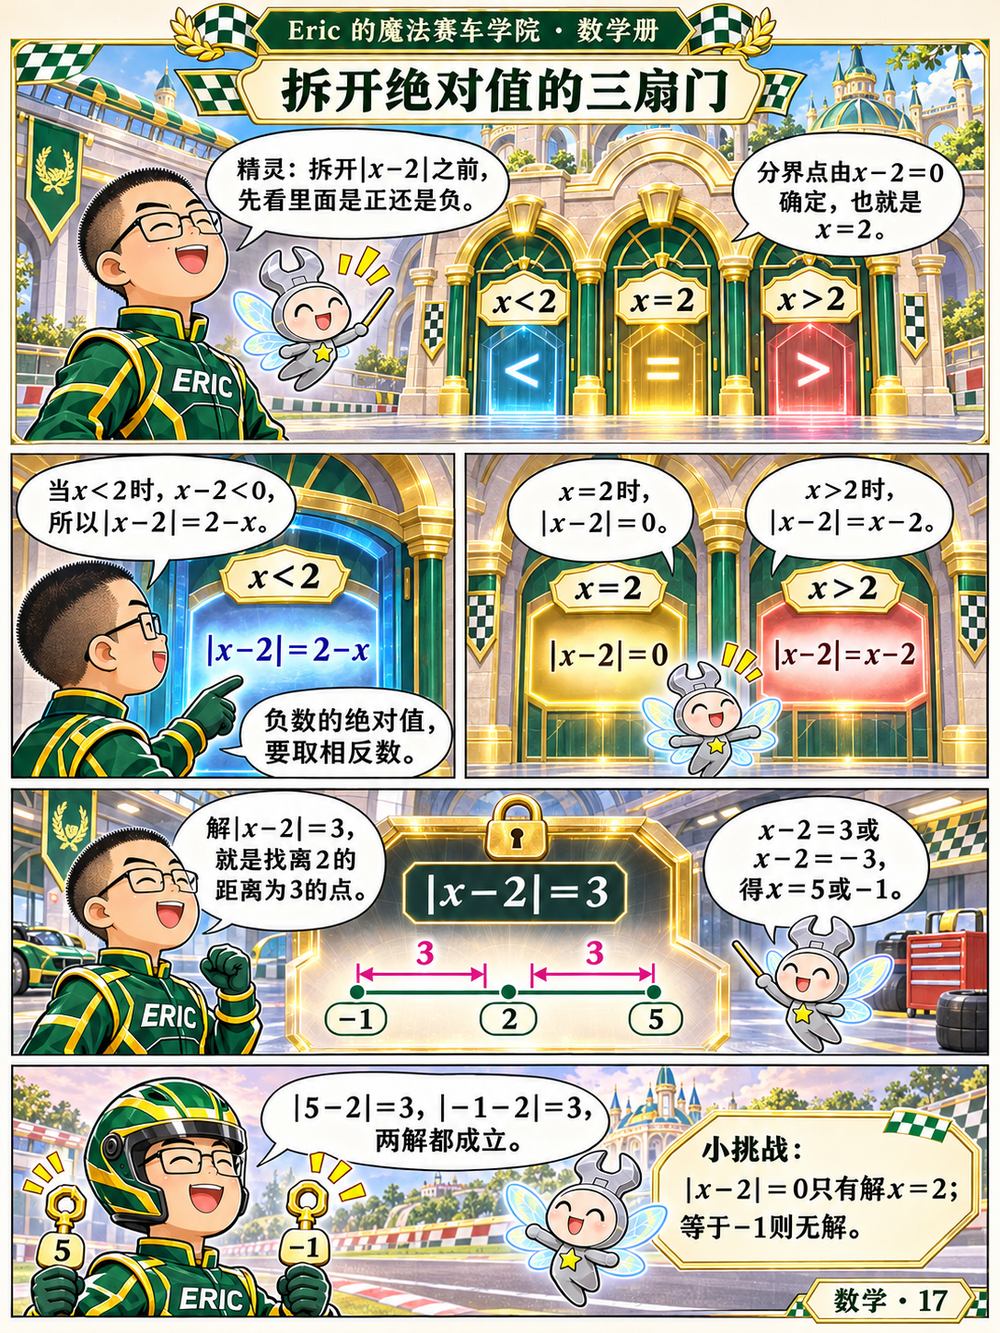 Eric 的魔法赛车学院 · 数学册
拆开绝对值的三扇门
精灵：拆开|x−2|之前，
先看里面是正还是负。
分界点由x−2=0
确定，也就是
x=2。
x<2
x=2
x>2
<
=
>
ERIC
当x<2时，x−2<0，
所以|x−2|=2−x。
x<2
|x−2|=2−x
负数的绝对值，
要取相反数。
x=2时，
|x−2|=0。
x>2时，
|x−2|=x−2。
x=2
x>2
|x−2|=0
|x−2|=x−2
解|x−2|=3，
就是找离2的
距离为3的点。
|x−2|=3
x−2=3或
x−2=−3，
得x=5或−1。
3
3
−1
2
5
ERIC
|5−2|=3，|−1−2|=3，
两解都成立。
小挑战：
|x−2|=0只有解x=2；
等于−1则无解。
5
−1
ERIC
数学 · 17